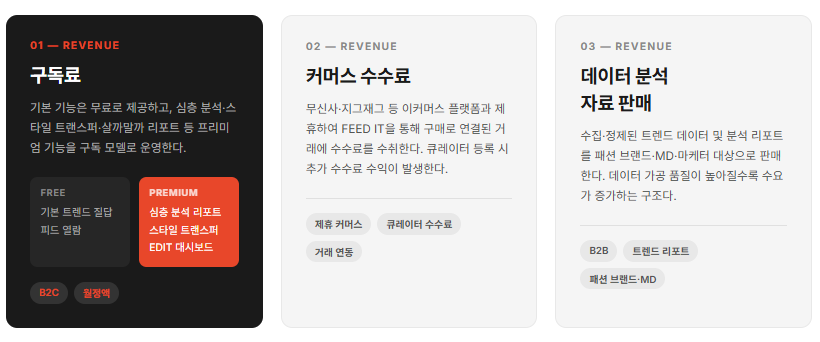 01 — REVENUE
구독료
기본 기능은 무료로 제공하고, 심층 분석·스
타일 트랜스퍼·살까말까 리포트 등 프리미
엄 기능을 구독 모델로 운영한다.
FREE
기본 트렌드 질답
피드 열람
PREMIUM
심층 분석 리포트
스타일 트랜스퍼
EDIT 대시보드
B2C
월정액
02 — REVENUE
커머스 수수료
무신사·지그재그 등 이커머스 플랫폼과 제
휴하여 FEED IT을 통해 구매로 연결된 거
래에 수수료를 수취한다. 큐레이터 등록 시
추가 수수료 수익이 발생한다.
제휴 커머스
큐레이터 수수료
거래 연동
03 — REVENUE
데이터 분석
자료 판매
수집·정제된 트렌드 데이터 및 분석 리포트
를 패션 브랜드·MD·마케터 대상으로 판매
한다. 데이터 가공 품질이 높아질수록 수요
가 증가하는 구조다.
B2B
트렌드 리포트
패션 브랜드·MD